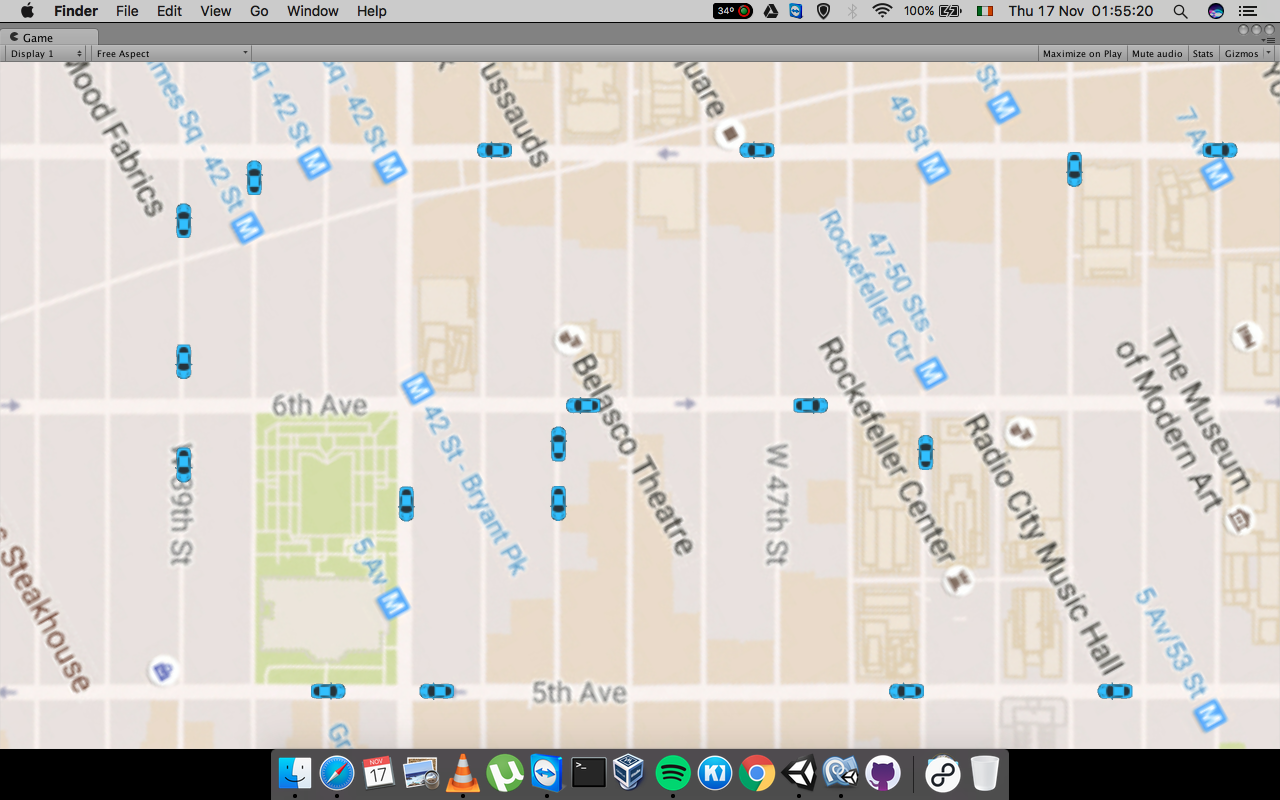 Finder File Edit View Go Window Help
34° 100% Thu 17 Nov 01:55:20
Game
Display 1 Free Aspect Maximize on Play Mute audio Stats Gizmos
Mood Fabrics
mes Sq - 42 St M
Sq - 42 St M
Sq - 42 St M
ussauds
uare
49 St M
St M
7 Av M
47-50 Sts -
Rockefeller Ctr M
6th Ave
M 42 St - Bryant Pk
Belasco Theatre
Rockefeller Center
Radio City Music Hall
The Museum
of Modern Art
W 39th St
W 47th St
5 Av M
s Steakhouse
5 Av/53 St M
5th Ave
Gr
NOV
17